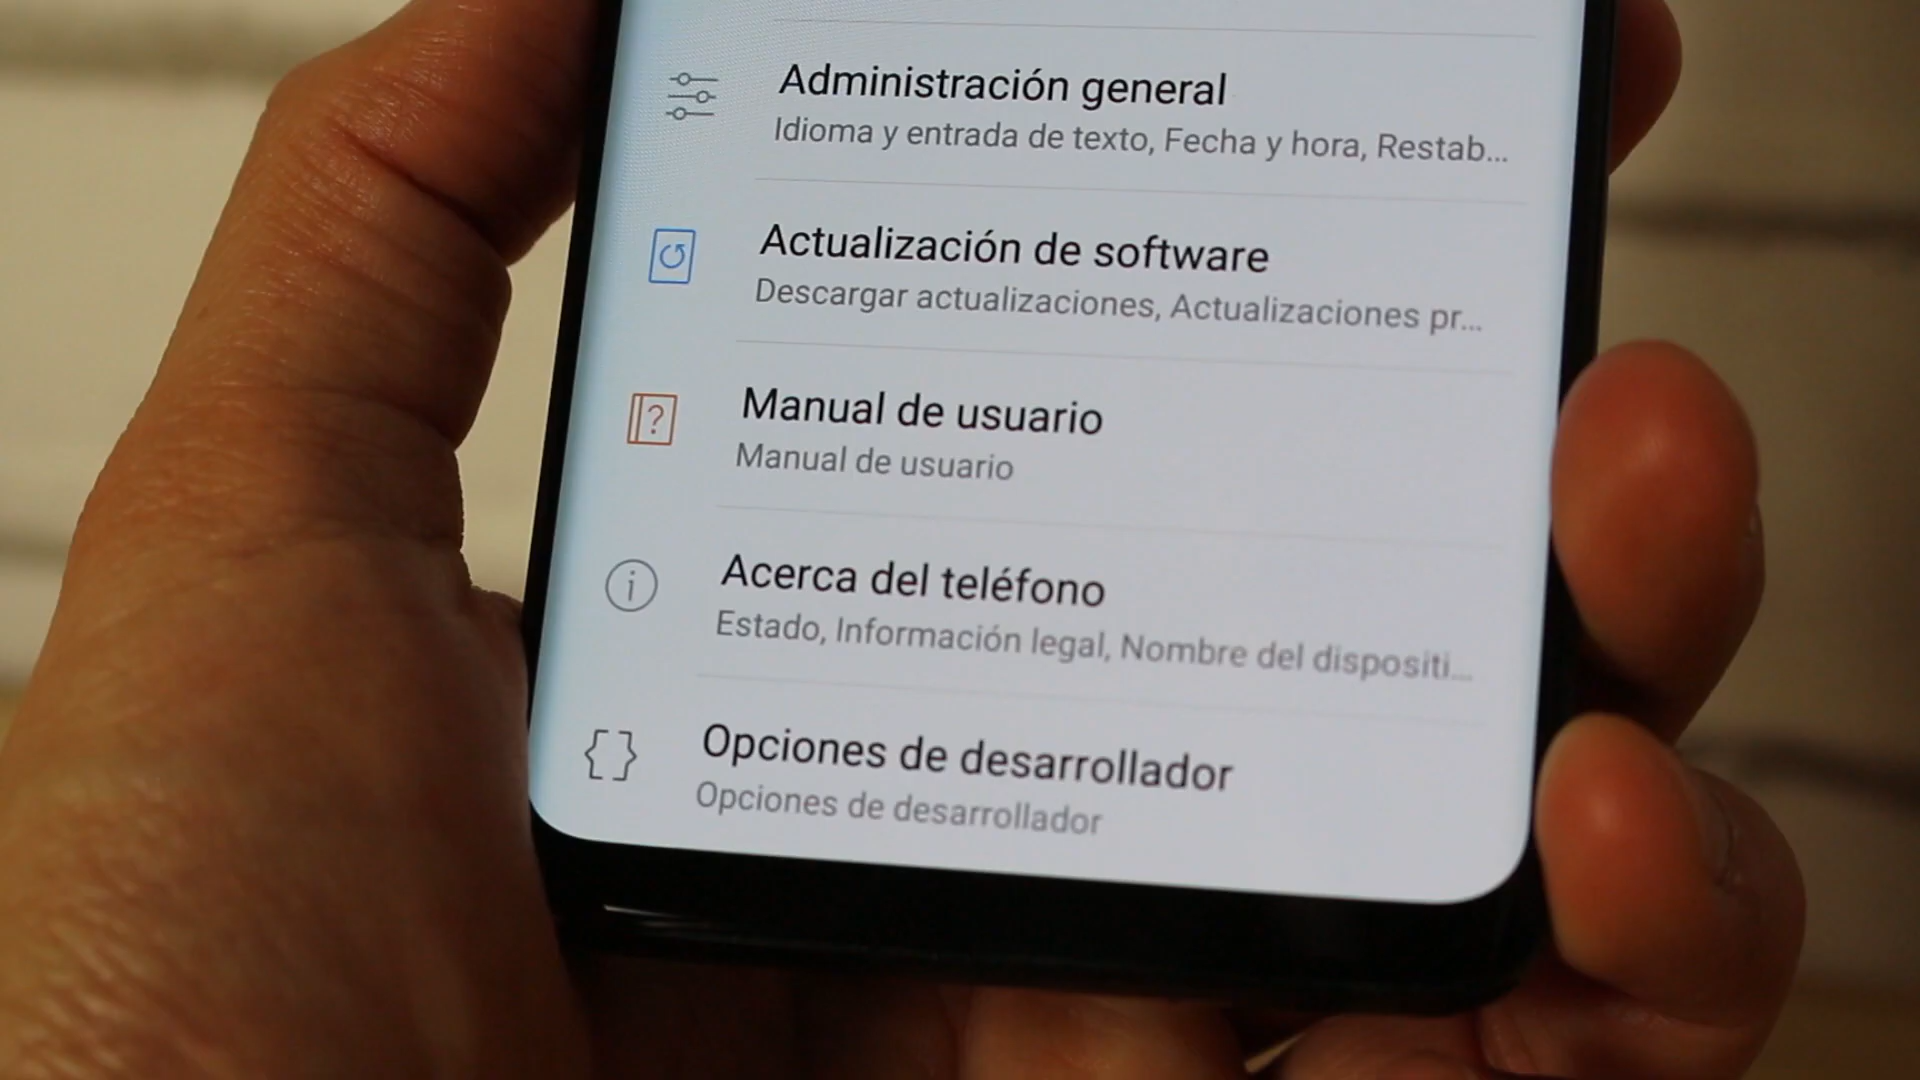 Administración general
Idioma y entrada de texto, Fecha y hora, Restab...
Actualización de software
Descargar actualizaciones, Actualizaciones pr...
Manual de usuario
Manual de usuario
Acerca del teléfono
Estado, Información legal, Nombre del dispositi...
Opciones de desarrollador
Opciones de desarrollador